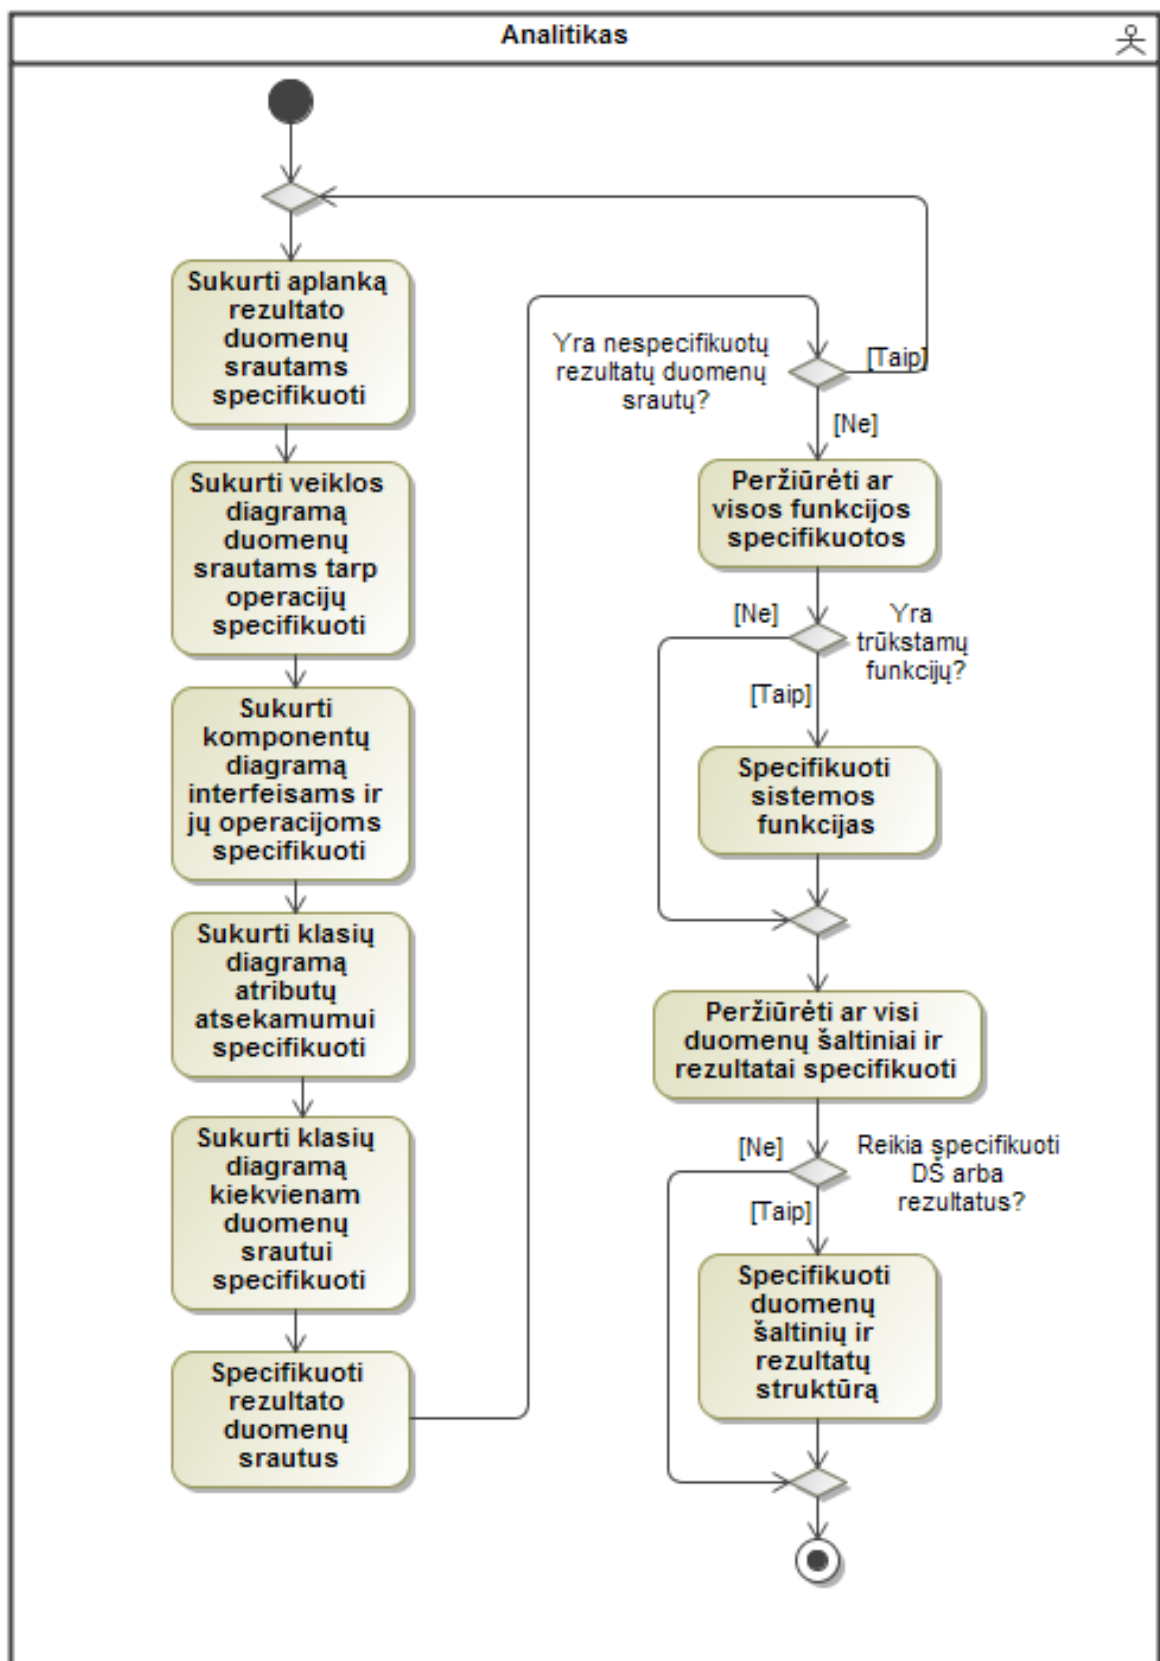 Analitikas
Sukurti aplanką
rezultato
duomenų
srautams
specifikuoti
Sukurti veiklos
diagramą
duomenų
srautams tarp
operacijų
specifikuoti
Sukurti
komponentų
diagramą
interfeisams ir
jų operacijoms
specifikuoti
Sukurti klasių
diagramą
atributų
atsekamumui
specifikuoti
Sukurti klasių
diagramą
kiekvienam
duomenų
srautui
specifikuoti
Specifikuoti
rezultato
duomenų
srautus
Yra nespecifikuotų
rezultatų duomenų
srautų?
[Taip]
[Ne]
Peržiūrėti ar
visos funkcijos
specifikuotos
[Ne]
Yra
trūkstamų
funkcijų?
[Taip]
Specifikuoti
sistemos
funkcijas
Peržiūrėti ar visi
duomenų šaltiniai ir
rezultatai specifikuoti
[Ne]
Reikia specifikuoti
DŠ arba
rezultatus?
[Taip]
Specifikuoti
duomenų
šaltinių ir
rezultatų
struktūrą